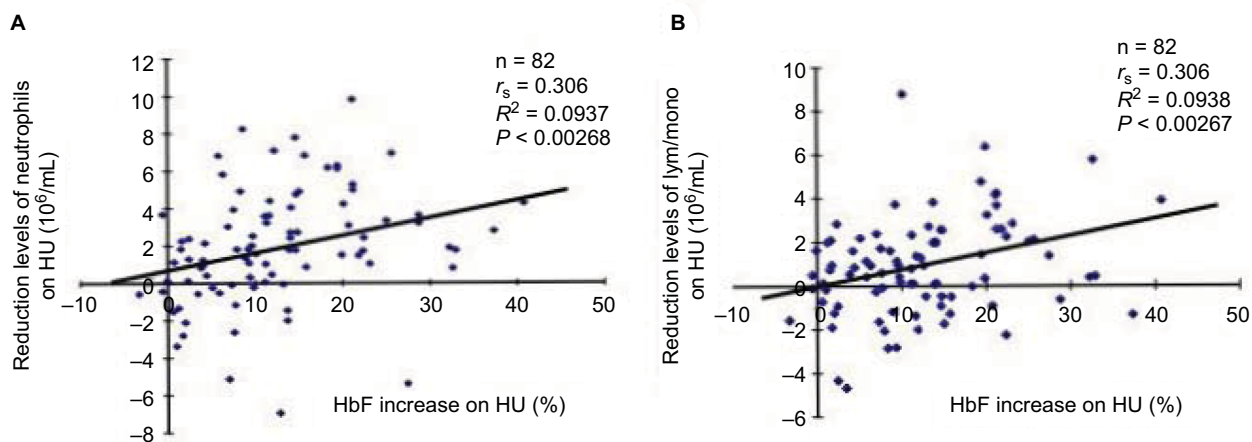 A
Reduction levels of neutrophils
on HU (10⁶/mL)
12
10
8
6
4
2
0
–2
–4
–6
–8
–10
0
10
20
30
40
50
n = 82
rₛ = 0.306
R² = 0.0937
P < 0.00268
HbF increase on HU (%)
B
Reduction levels of lym/mono
on HU (10⁶/mL)
10
8
6
4
2
0
–2
–4
–6
–10
0
10
20
30
40
50
n = 82
rₛ = 0.306
R² = 0.0938
P < 0.00267
HbF increase on HU (%)